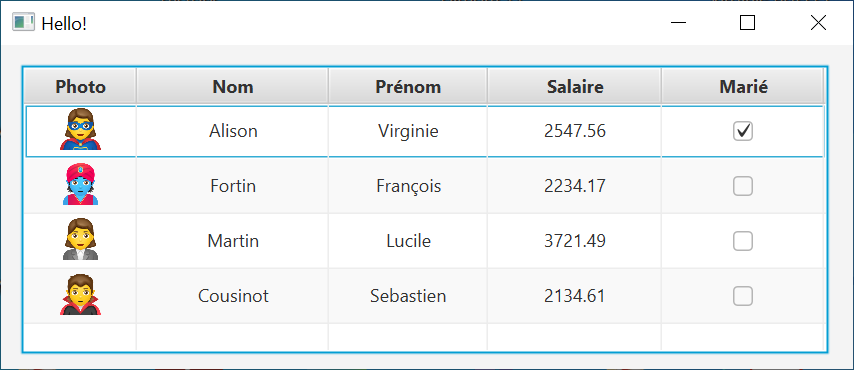 Hello!
Photo Nom Prénom Salaire Marié
Alison Virginie 2547.56
Fortin François 2234.17
Martin Lucile 3721.49
Cousinot Sebastien 2134.61